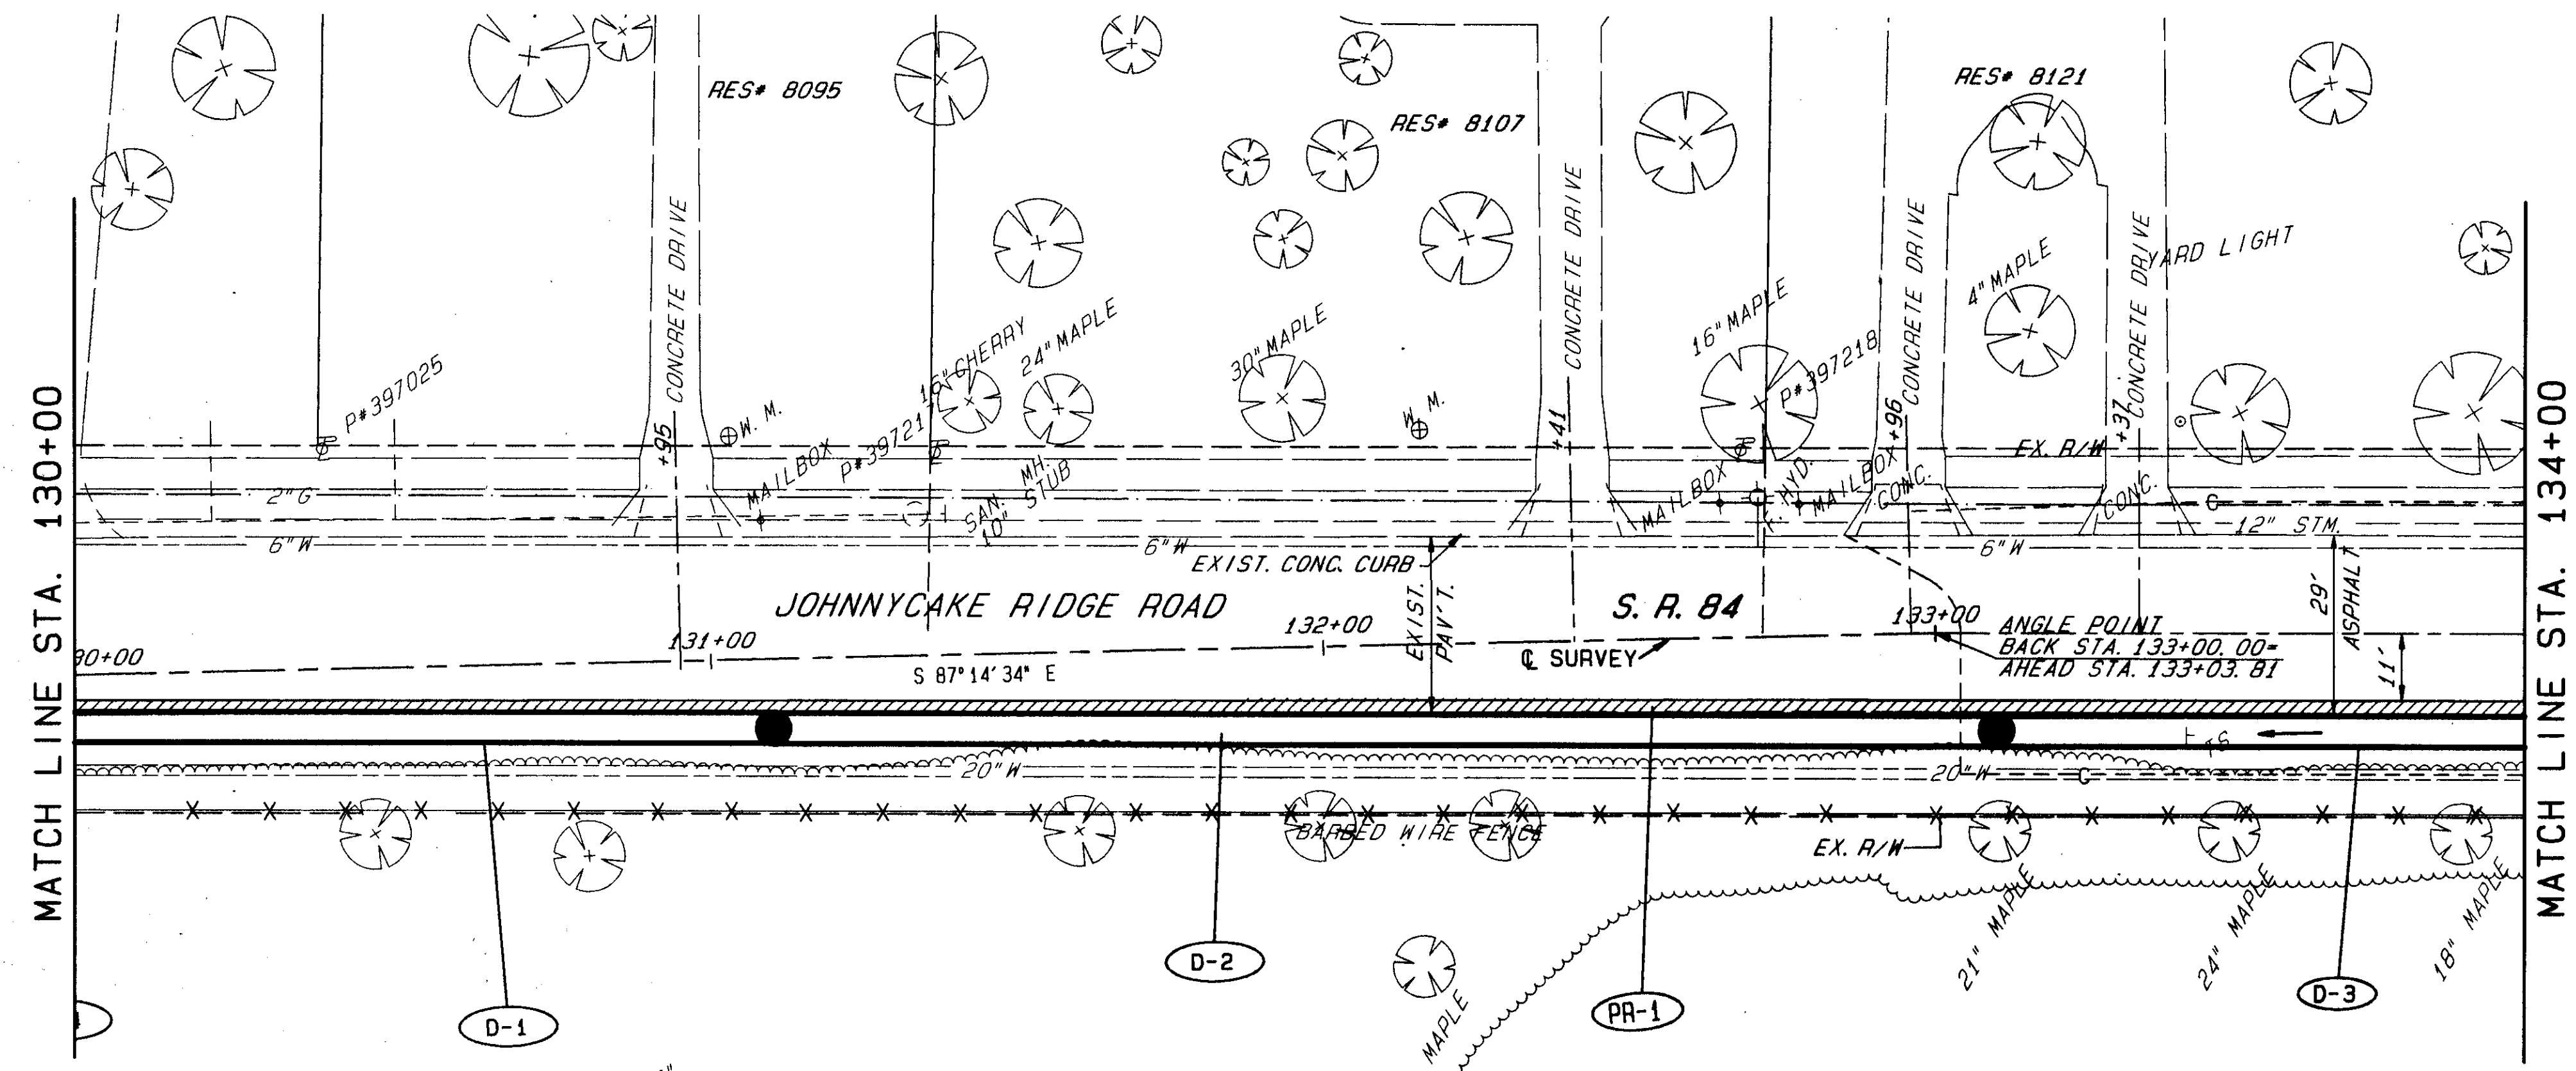 RES# 8095
RES# 8107
RES# 8121
CONCRETE DRIVE
CONCRETE DRIVE
CONCRETE DRIVE
CONCRETE DRIVE
YARD LIGHT
4" MAPLE
16" MAPLE
P#397218
30" MAPLE
24" MAPLE
16" CHERRY
P#397025
P#397217
+95
+41
+96
+37
W. M.
W. M.
MAILBOX
MAILBOX
MAILBOX
F. HYD.
CONC.
CONC.
EX. R/W
SAN. MH.
10" STUB
2" G
G
12" STM.
6" W
6" W
6" W
EXIST. CONC. CURB
MATCH LINE STA. 130+00
MATCH LINE STA. 134+00
JOHNNYCAKE RIDGE ROAD
S. R. 84
EXIST.
PAV'T.
29'
ASPHALT
11'
30+00
131+00
132+00
133+00
S 87° 14' 34" E
℄ SURVEY
ANGLE POINT
BACK STA. 133+00.00=
AHEAD STA. 133+03.81
20" W
20" W
G
BARBED WIRE FENCE
EX. R/W
D-1
D-2
PR-1
D-3
MAPLE
21" MAPLE
24" MAPLE
18" MAPLE